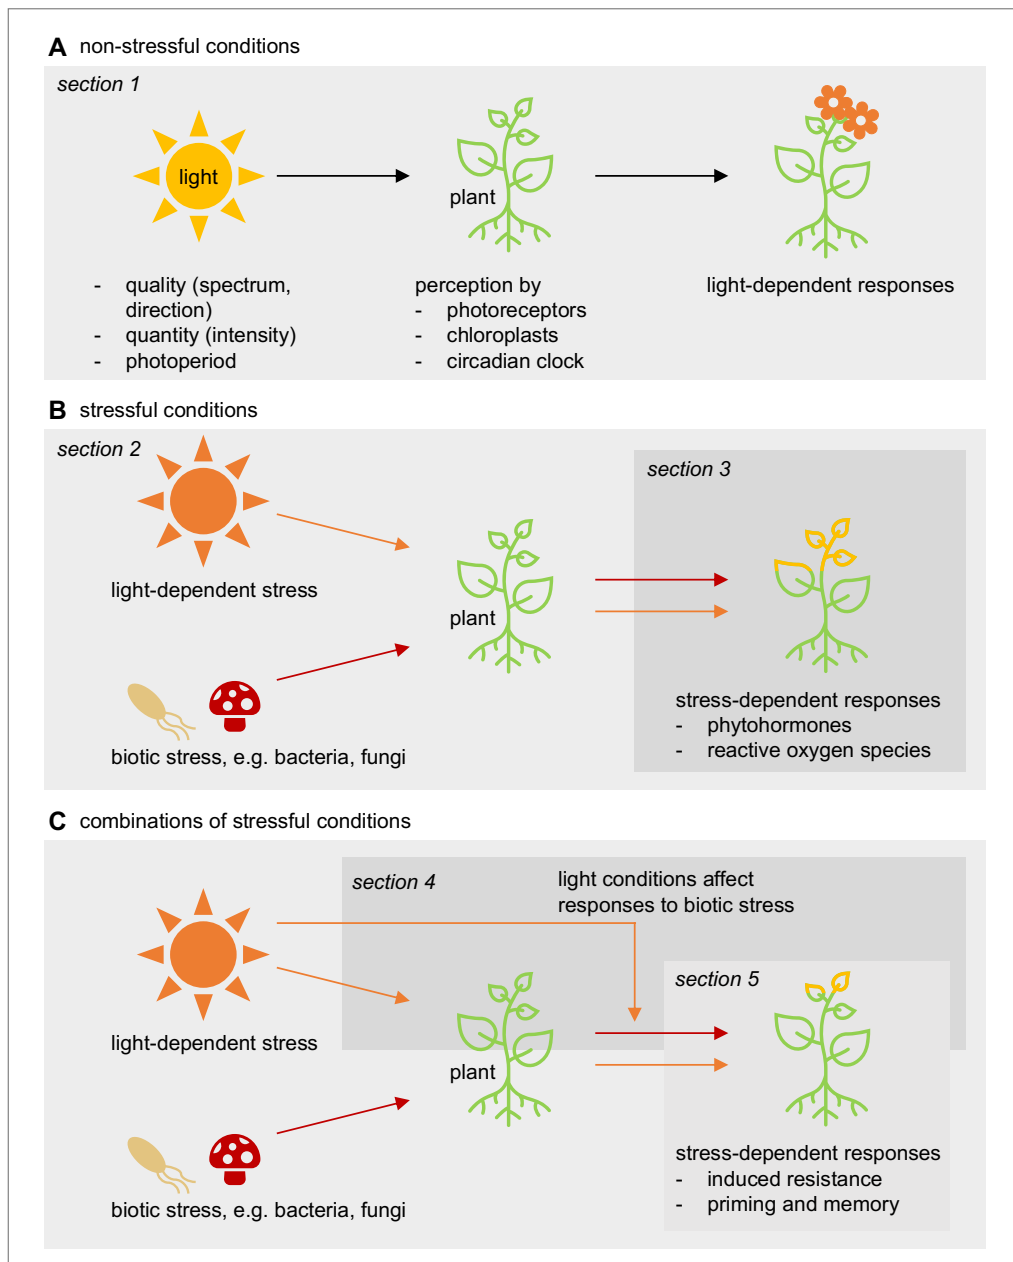 A non-stressful conditions
section 1
light
plant
- quality (spectrum,
direction)
- quantity (intensity)
- photoperiod
perception by
- photoreceptors
- chloroplasts
- circadian clock
light-dependent responses
B stressful conditions
section 2
section 3
light-dependent stress
plant
biotic stress, e.g. bacteria, fungi
stress-dependent responses
- phytohormones
- reactive oxygen species
C combinations of stressful conditions
section 4
light conditions affect
responses to biotic stress
section 5
light-dependent stress
plant
biotic stress, e.g. bacteria, fungi
stress-dependent responses
- induced resistance
- priming and memory